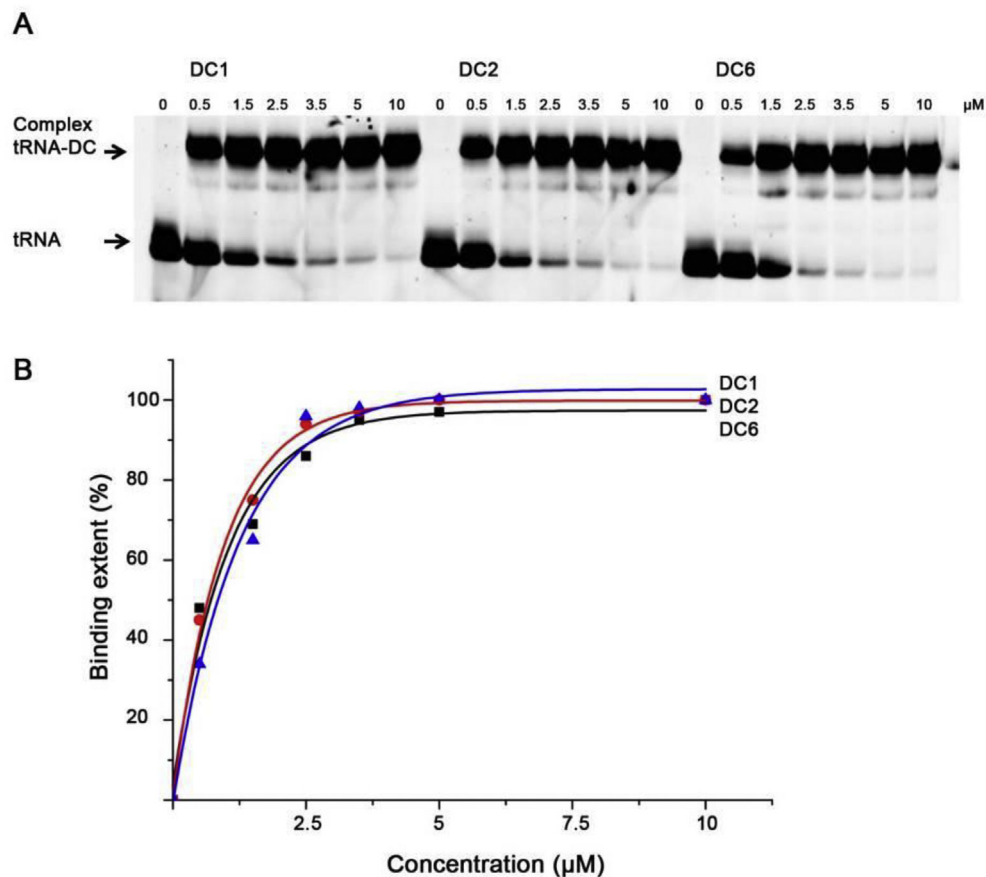 A
DC1 DC2 DC6
0 0.5 1.5 2.5 3.5 5 10 0 0.5 1.5 2.5 3.5 5 10 0 0.5 1.5 2.5 3.5 5 10 μM
Complex
tRNA-DC
tRNA
B
100
80
60
40
20
2.5 5 7.5 10
Binding extent (%)
Concentration (μM)
DC1
DC2
DC6